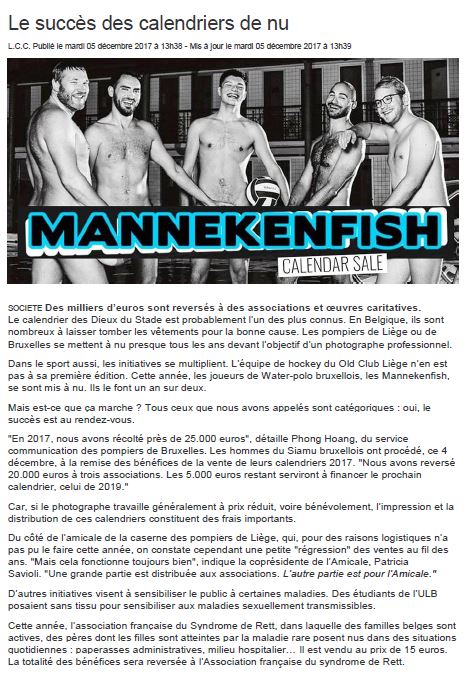 Le succès des calendriers de nu
L.C.C. Publié le mardi 05 décembre 2017 à 13h38 - Mis à jour le mardi 05 décembre 2017 à 13h39
MANNEKENFISH
CALENDAR SALE
SOCIETE Des milliers d'euros sont reversés à des associations et œuvres caritatives.
Le calendrier des Dieux du Stade est probablement l'un des plus connus. En Belgique, ils sont
nombreux à laisser tomber les vêtements pour la bonne cause. Les pompiers de Liège ou de
Bruxelles se mettent à nu presque tous les ans devant l'objectif d'un photographe professionnel.
Dans le sport aussi, les initiatives se multiplient. L'équipe de hockey du Old Club Liège n'en est
pas à sa première édition. Cette année, les joueurs de Water-polo bruxellois, les Mannekenfish,
se sont mis à nu. Ils le font un an sur deux.
Mais est-ce que ça marche ? Tous ceux que nous avons appelés sont catégoriques : oui, le
succès est au rendez-vous.
"En 2017, nous avons récolté près de 25.000 euros", détaille Phong Hoang, du service
communication des pompiers de Bruxelles. Les hommes du Siamu bruxellois ont procédé, ce 4
décembre, à la remise des bénéfices de la vente de leurs calendriers 2017. "Nous avons reversé
20.000 euros à trois associations. Les 5.000 euros restant serviront à financer le prochain
calendrier, celui de 2019."
Car, si le photographe travaille généralement à prix réduit, voire bénévolement, l'impression et la
distribution de ces calendriers constituent des frais importants.
Du côté de l'amicale de la caserne des pompiers de Liège, qui, pour des raisons logistiques n'a
pas pu le faire cette année, on constate cependant une petite "régression" des ventes au fil des
ans. "Mais cela fonctionne toujours bien", indique la coprésidente de l'Amicale, Patricia
Savioli. "Une grande partie est distribuée aux associations. L'autre partie est pour l'Amicale."
D'autres initiatives visent à sensibiliser le public à certaines maladies. Des étudiants de l'ULB
posaient sans tissu pour sensibiliser aux maladies sexuellement transmissibles.
Cette année, l'association française du Syndrome de Rett, dans laquelle des familles belges sont
actives, des pères dont les filles sont atteintes par la maladie rare posent nus dans des situations
quotidiennes : paperasses administratives, milieu hospitalier… Il est vendu au prix de 15 euros.
La totalité des bénéfices sera reversée à l'Association française du syndrome de Rett.